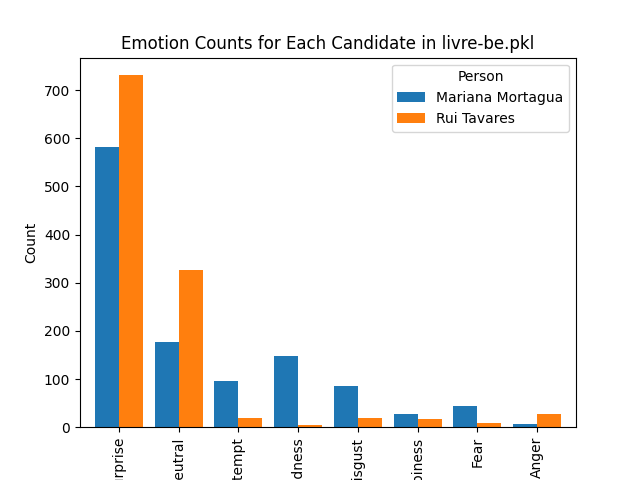 Emotion Counts for Each Candidate in livre-be.pkl
Person
Mariana Mortagua
Rui Tavares
Count
700
600
500
400
300
200
100
0
rprise
eutral
tempt
dness
isgust
piness
Fear
Anger